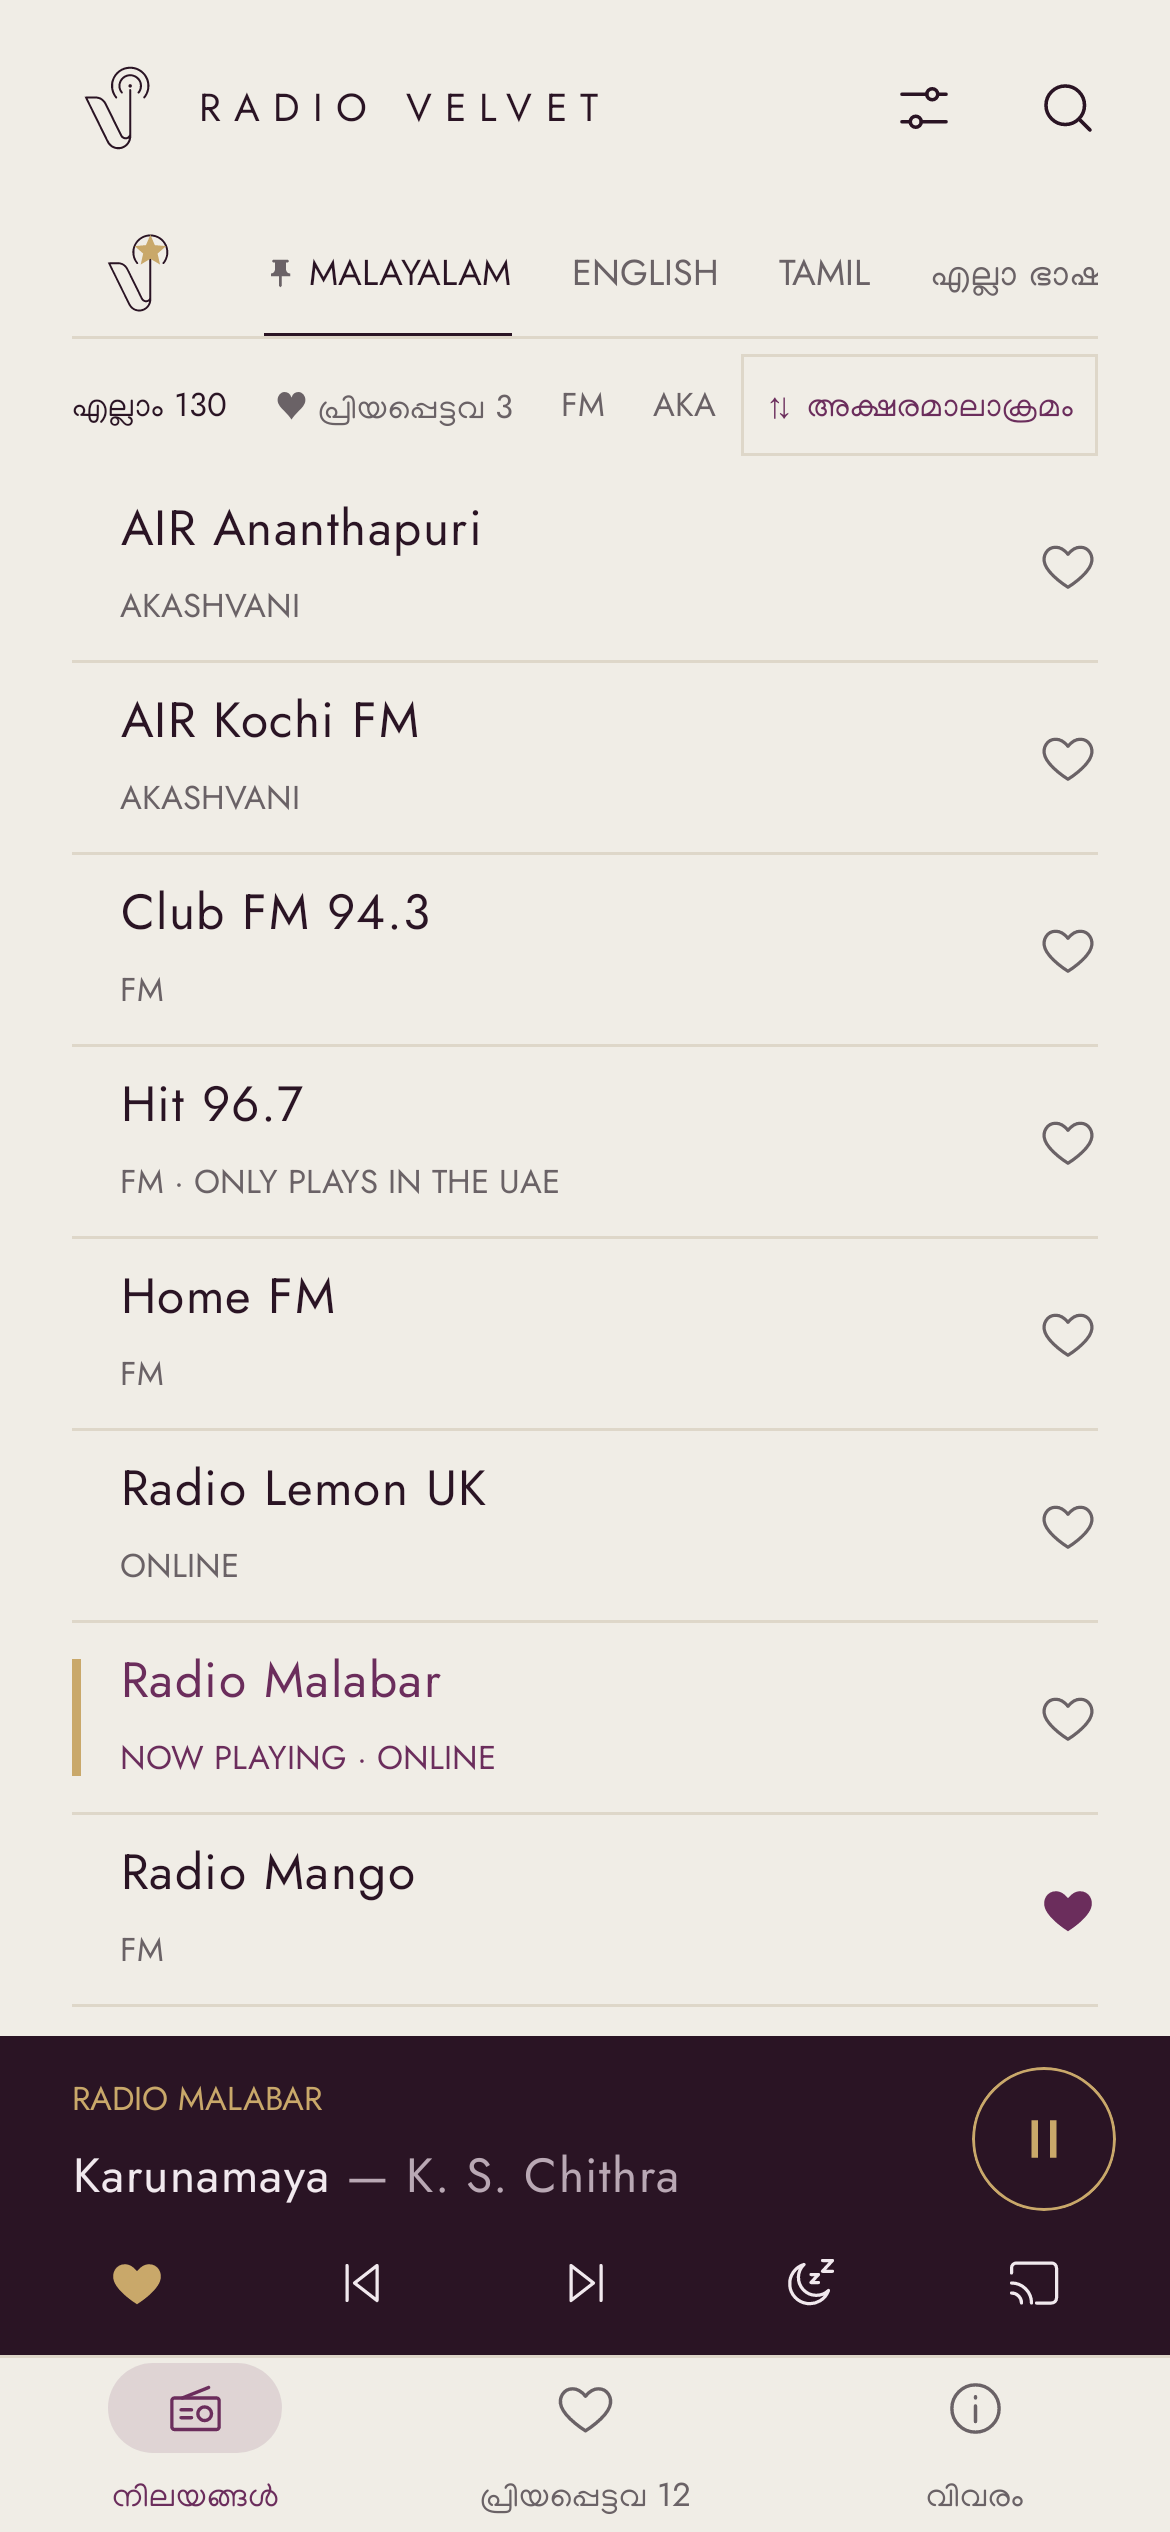 RADIO VELVET
MALAYALAM ENGLISH TAMIL എല്ലാ ഭാഷ
എല്ലാം 130 പ്രിയപ്പെട്ടവ 3 FM AKA അക്ഷരമാലാക്രമം
AIR Ananthapuri
AKASHVANI
AIR Kochi FM
AKASHVANI
Club FM 94.3
FM
Hit 96.7
FM · ONLY PLAYS IN THE UAE
Home FM
FM
Radio Lemon UK
ONLINE
Radio Malabar
NOW PLAYING · ONLINE
Radio Mango
FM
RADIO MALABAR
Karunamaya — K. S. Chithra
നിലയങ്ങൾ പ്രിയപ്പെട്ടവ 12 വിവരം